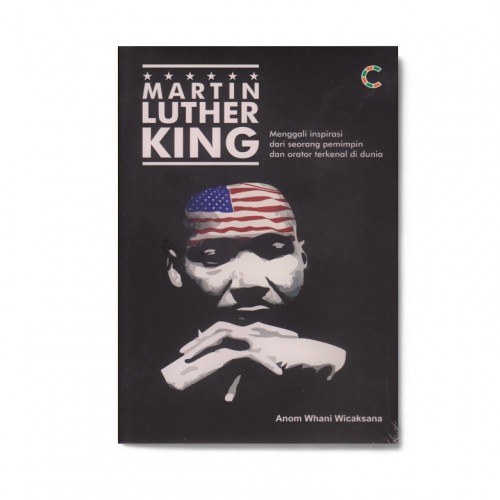 MARTIN
LUTHER
KING
Menggali inspirasi
dari seorang pemimpin
dan orator terkenal di dunia
Anom Whani Wicaksana